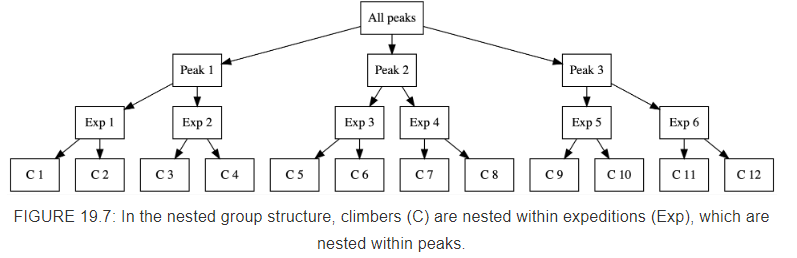 All peaks
Peak 1
Peak 2
Peak 3
Exp 1
Exp 2
Exp 3
Exp 4
Exp 5
Exp 6
C 1
C 2
C 3
C 4
C 5
C 6
C 7
C 8
C 9
C 10
C 11
C 12
FIGURE 19.7: In the nested group structure, climbers (C) are nested within expeditions (Exp), which are
nested within peaks.